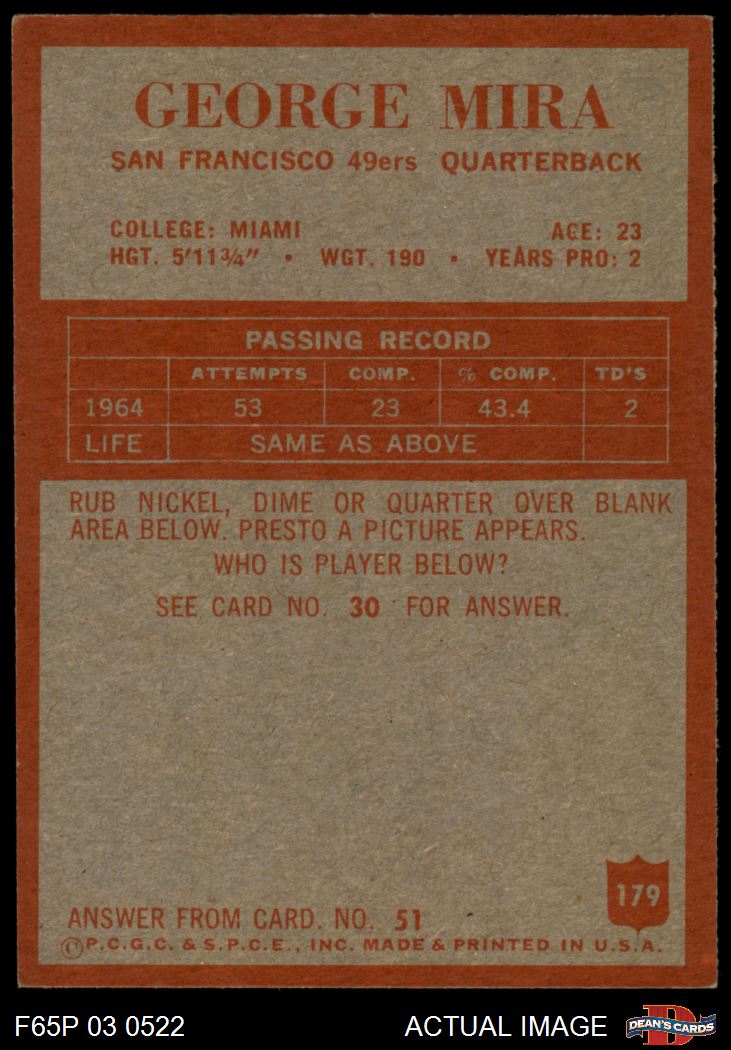 GEORGE MIRA
SAN FRANCISCO 49ers QUARTERBACK
COLLEGE: MIAMI AGE: 23
HGT. 5'11¾" • WGT. 190 • YEARS PRO: 2
PASSING RECORD
ATTEMPTS COMP. % COMP. TD'S
1964 53 23 43.4 2
LIFE SAME AS ABOVE
RUB NICKEL, DIME OR QUARTER OVER BLANK
AREA BELOW. PRESTO A PICTURE APPEARS.
WHO IS PLAYER BELOW?
SEE CARD NO. 30 FOR ANSWER.
179
ANSWER FROM CARD. NO. 51
©P.C.G.C. & S.P.C.E., INC. MADE & PRINTED IN U.S.A.
F65P 03 0522 ACTUAL IMAGE D DEAN'S CARDS